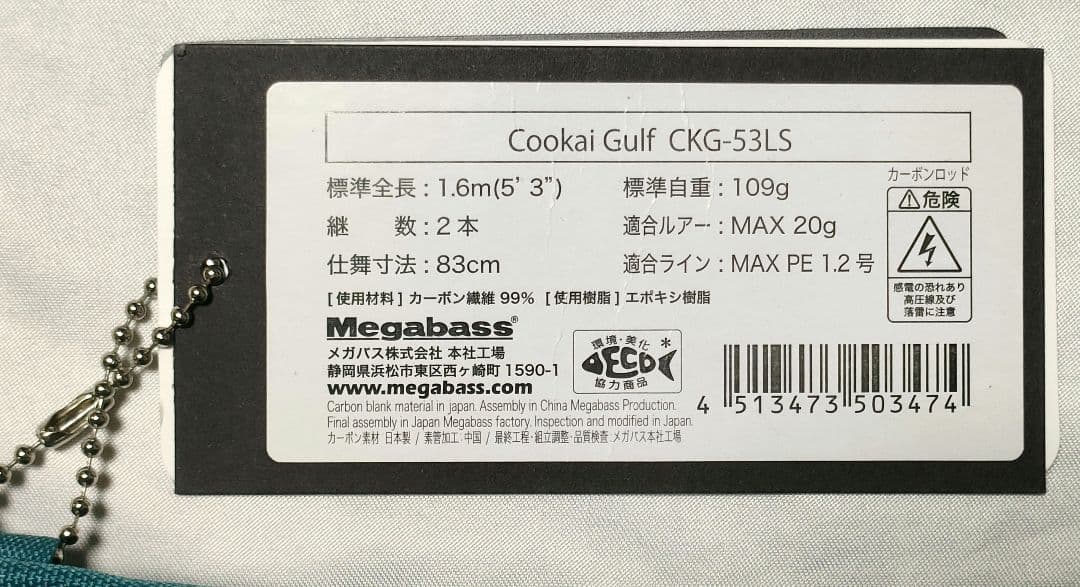 Cookai Gulf CKG-53LS
標準全長 : 1.6m(5' 3") 標準自重 : 109g
継 数 : 2 本 適合ルアー : MAX 20g
仕舞寸法 : 83cm 適合ライン : MAX PE 1.2 号
カーボンロッド
⚠危険
感電の恐れあり
高圧線及び
落雷に注意
[ 使用材料 ] カーボン繊維 99% [ 使用樹脂 ] エポキシ樹脂
Megabass®
メガバス株式会社 本社工場
静岡県浜松市東区西ヶ崎町 1590-1
www.megabass.com
環境・美化
DECO
協力商品
4 513473 503474
Carbon blank material in japan. Assembly in China Megabass Production.
Final assembly in Japan Megabass factory. Inspection and modified in Japan.
カーボン素材 日本製 / 素管加工 : 中国 / 最終工程・組立調整・品質検査 : メガバス本社工場